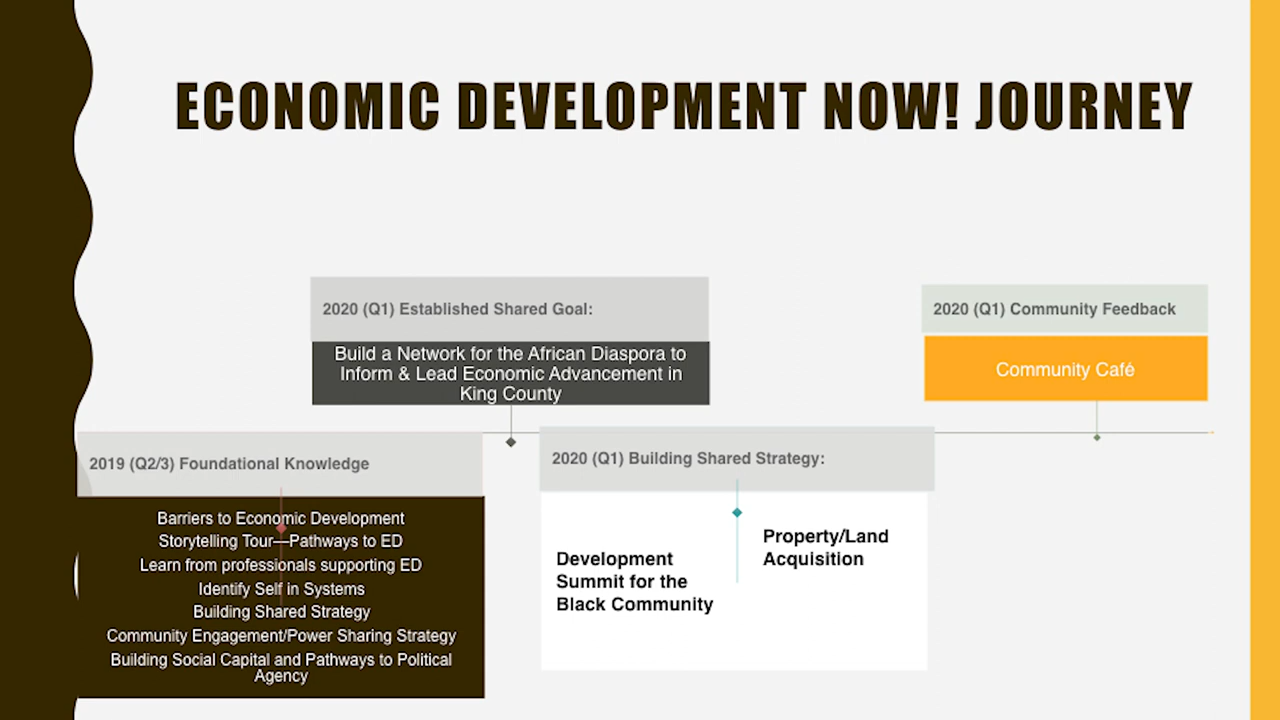 ECONOMIC DEVELOPMENT NOW! JOURNEY
2020 (Q1) Established Shared Goal:
Build a Network for the African Diaspora to
Inform & Lead Economic Advancement in
King County
2020 (Q1) Community Feedback
Community Café
2019 (Q2/3) Foundational Knowledge
Barriers to Economic Development
Storytelling Tour—Pathways to ED
Learn from professionals supporting ED
Identify Self in Systems
Building Shared Strategy
Community Engagement/Power Sharing Strategy
Building Social Capital and Pathways to Political
Agency
2020 (Q1) Building Shared Strategy:
Development
Summit for the
Black Community
Property/Land
Acquisition